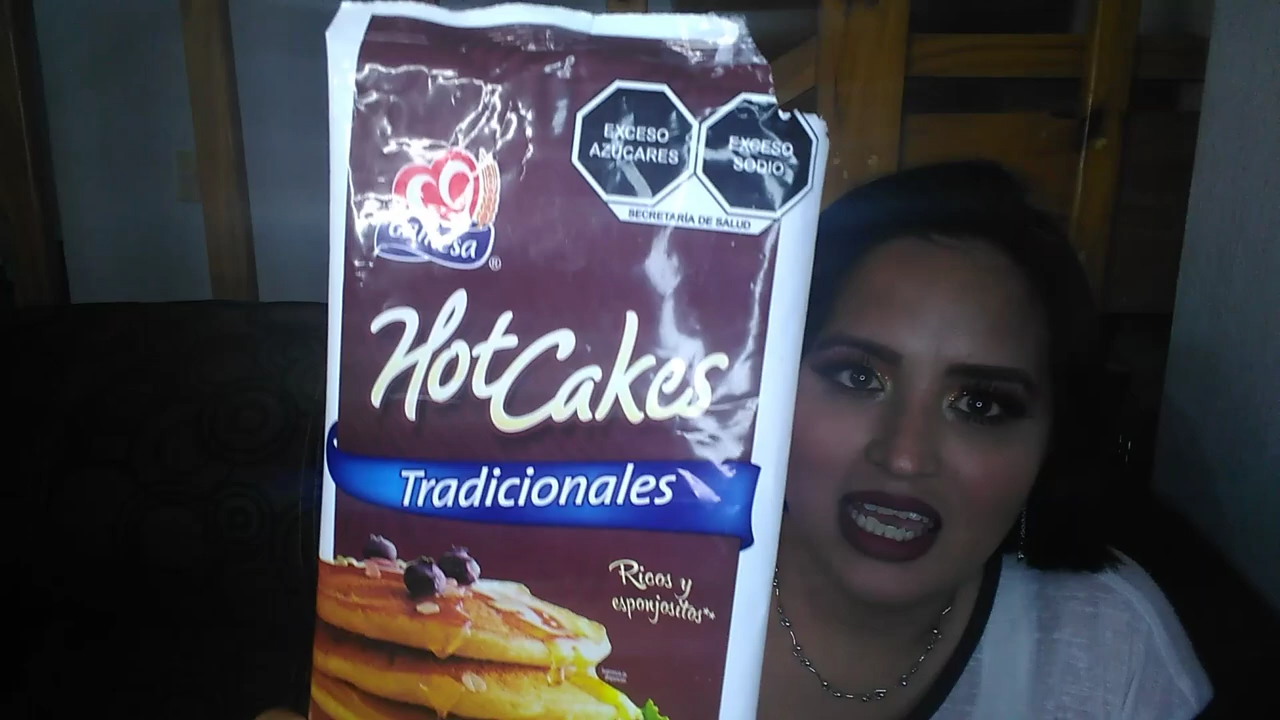 EXCESO
AZÚCARES
EXCESO
SODIO
SECRETARÍA DE SALUD
Gamesa
®
HotCakes
Tradicionales
Ricos y
esponjositos**